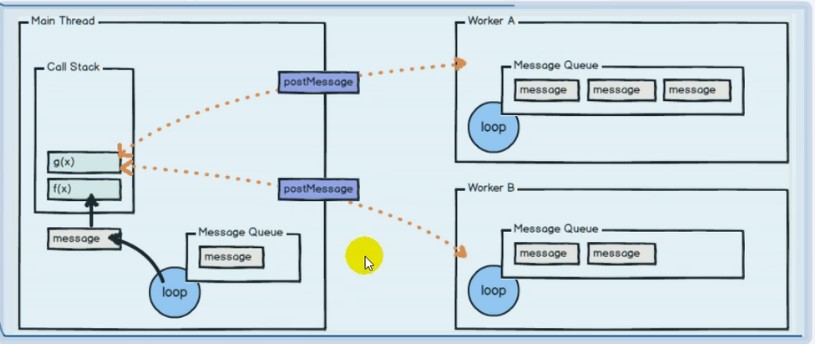 Main Thread
Call Stack
g(x)
f(x)
message
loop
Message Queue
message
postMessage
postMessage
Worker A
Message Queue
message message message
loop
Worker B
Message Queue
message message
loop